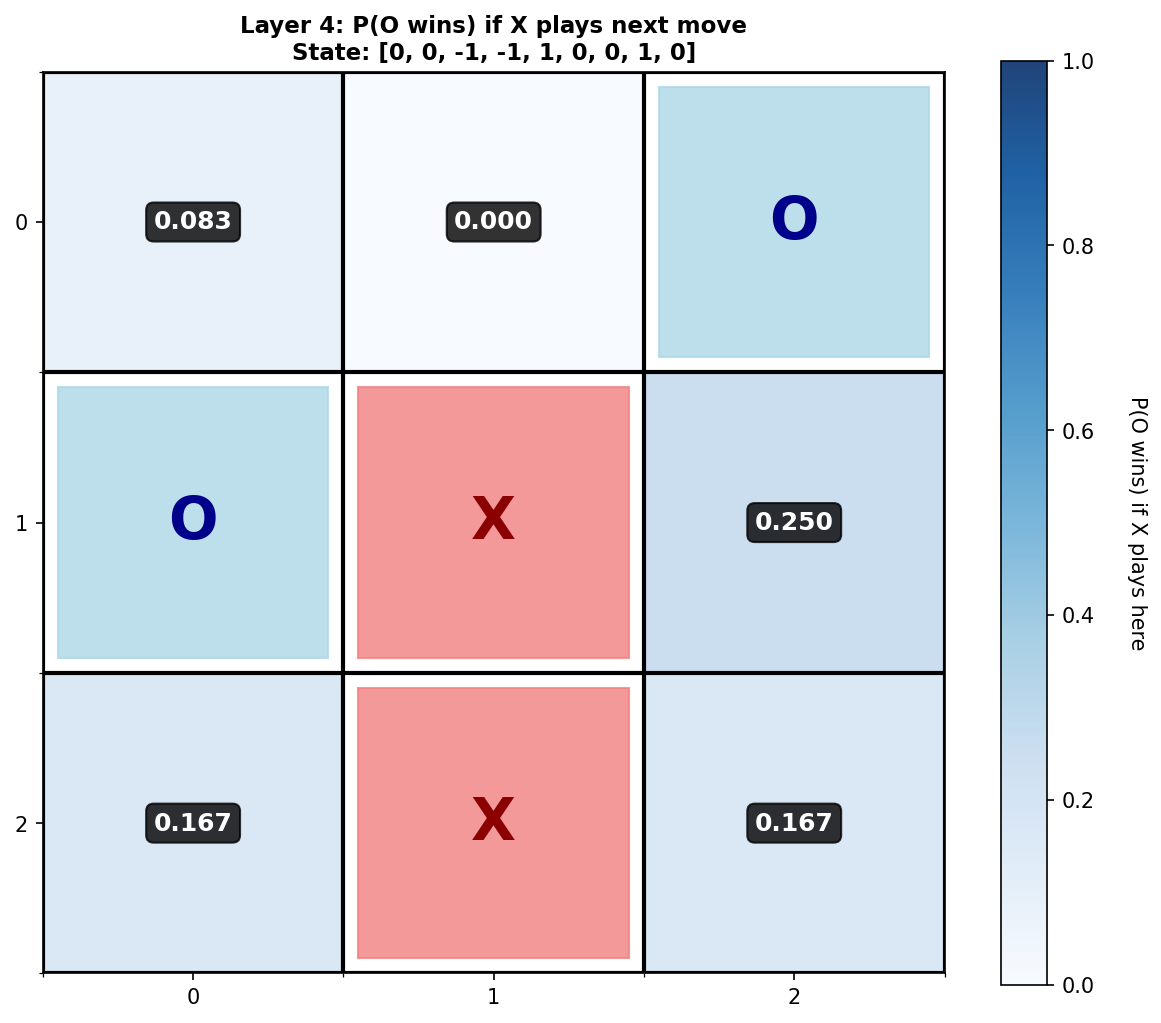 Layer 4: P(O wins) if X plays next move
State: [0, 0, -1, -1, 1, 0, 0, 1, 0]
0
0.083
0.000
O
1
O
X
0.250
2
0.167
X
0.167
0
1
2
1.0
0.8
0.6
0.4
0.2
0.0
P(O wins) if X plays here